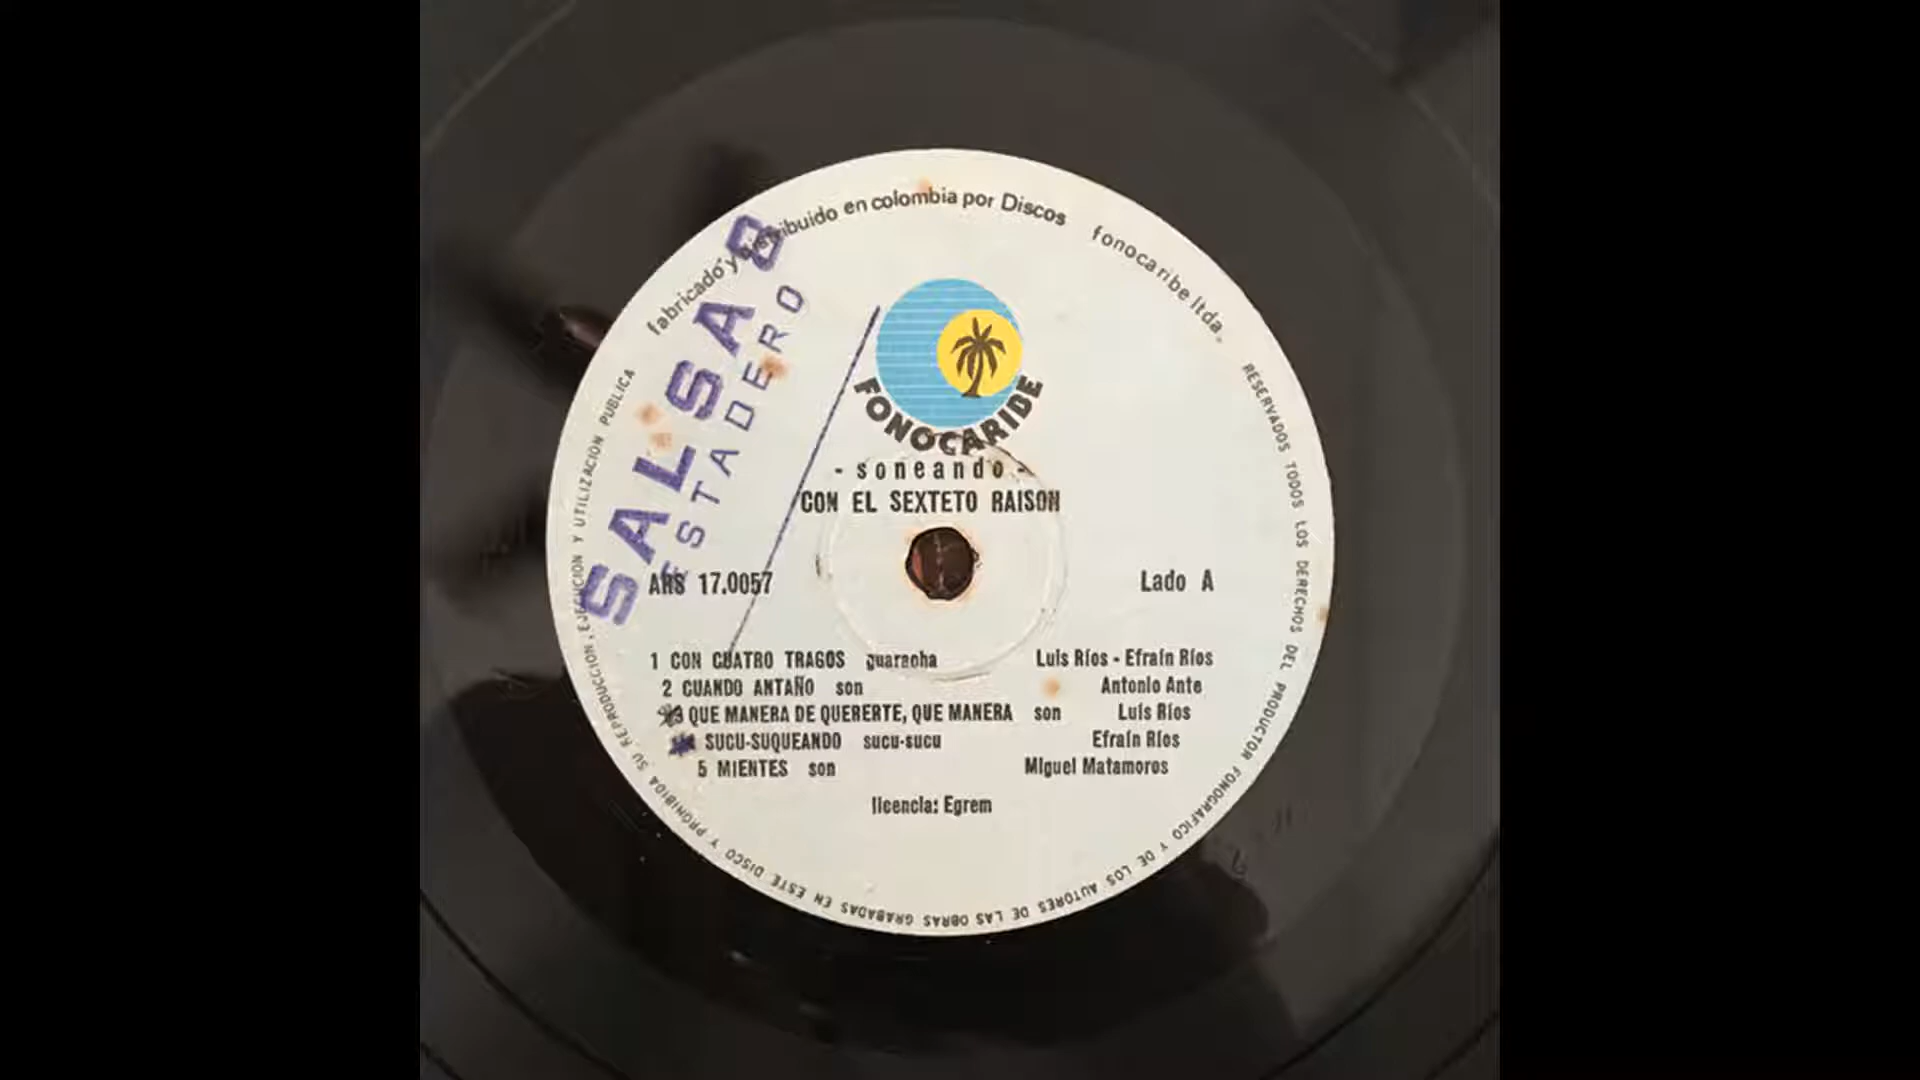 fabricado y distribuido en colombia por Discos fonocaribe ltda.
SALSA 8
ESTADERO
FONOCARIBE
- soneando -
CON EL SEXTETO RAISON
ARS 17.0057 Lado A
1 CON CUATRO TRAGOS guaracha Luis Ríos - Efraín Ríos
2 CUANDO ANTAÑO son Antonio Ante
3 QUE MANERA DE QUERERTE, QUE MANERA son Luis Ríos
SUCU-SUQUEANDO sucu-sucu Efraín Ríos
5 MIENTES son Miguel Matamoros
licencia: Egrem
RESERVADOS TODOS LOS DERECHOS DEL PRODUCTOR FONOGRAFICO Y DE LOS AUTORES DE LAS OBRAS GRABADAS EN ESTE DISCO Y PROHIBIDA SU REPRODUCCION, EJECUCION Y UTILIZACION PUBLICA